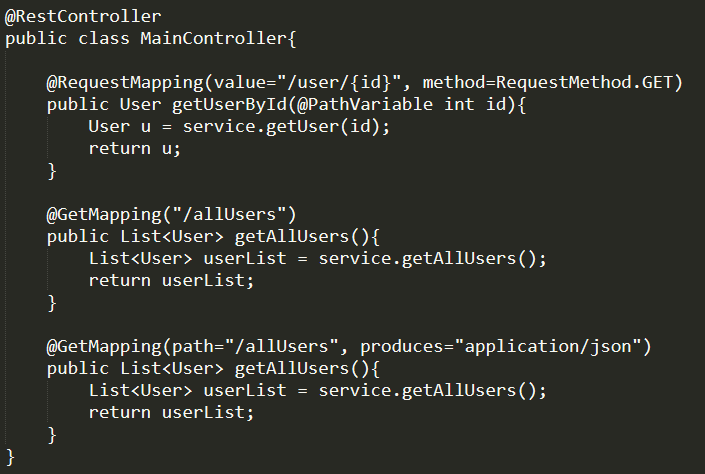 @RestController
public class MainController{
@RequestMapping(value="/user/{id}", method=RequestMethod.GET)
public User getUserById(@PathVariable int id){
User u = service.getUser(id);
return u;
}
@GetMapping("/allUsers")
public List<User> getAllUsers(){
List<User> userList = service.getAllUsers();
return userList;
}
@GetMapping(path="/allUsers", produces="application/json")
public List<User> getAllUsers(){
List<User> userList = service.getAllUsers();
return userList;
}
}